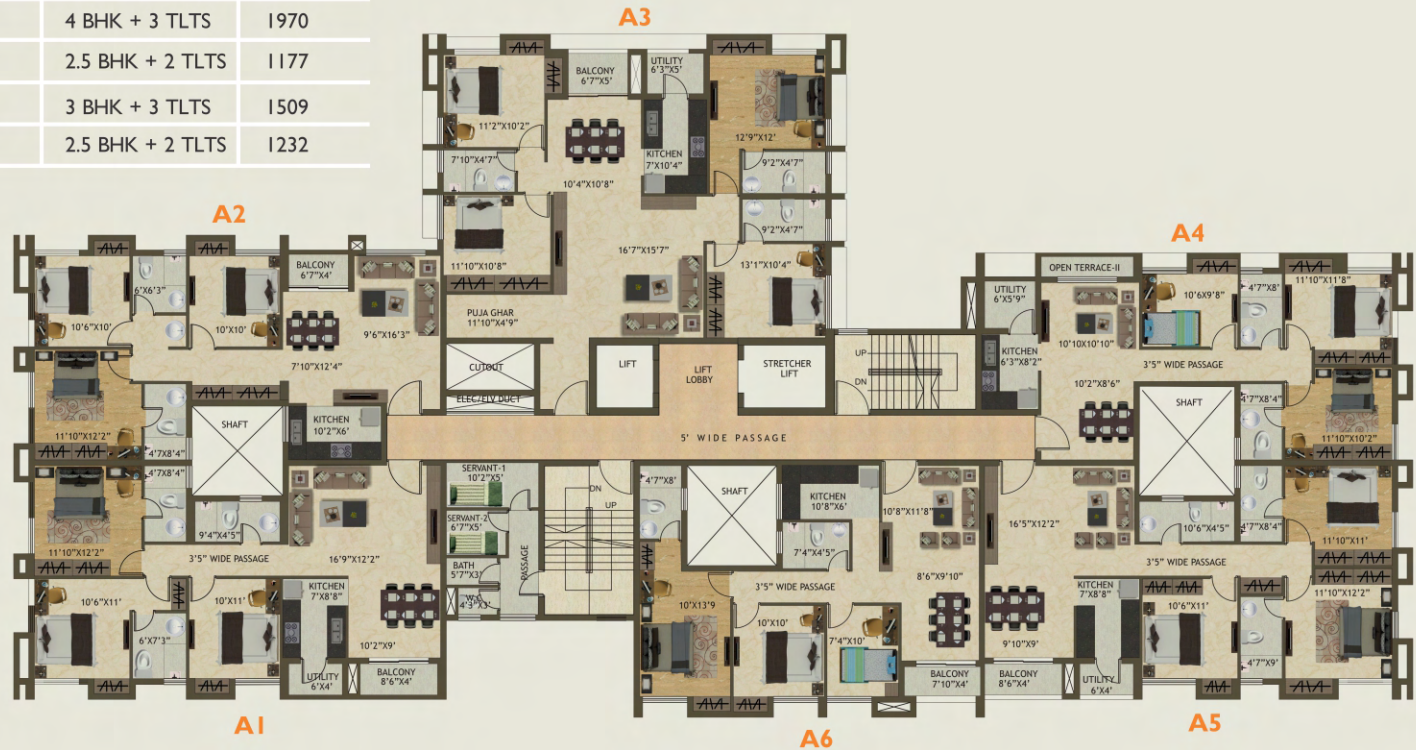 4 BHK + 3 TLTS 1970
2.5 BHK + 2 TLTS 1177
3 BHK + 3 TLTS 1509
2.5 BHK + 2 TLTS 1232
A3
BALCONY
6'7"X5'
UTILITY
6'3"X5'
11'2"X10'2"
12'9"X12'
KITCHEN
7'X10'4"
7'10"X4'7"
9'2"X4'7"
10'4"X10'8"
9'2"X4'7"
16'7"X15'7"
11'10"X10'8"
13'1"X10'4"
PUJA GHAR
11'10"X4'9"
A2
BALCONY
6'7"X4'
6'X6'3"
10'6"X10'
10'X10'
9'6"X16'3"
7'10"X12'4"
11'10"X12'2"
4'7X8'4"
SHAFT
KITCHEN
10'2"X6'
CUTOUT
ELEC/ELV DUCT
LIFT
LIFT
LOBBY
STRETCHER
LIFT
UP
DN
5' WIDE PASSAGE
A4
OPEN TERRACE-II
UTILITY
6'X5'9"
10'10X10'10"
10'6X9'8"
4'7"X8'
11'10"X11'8"
KITCHEN
6'3"X8'2"
3'5" WIDE PASSAGE
10'2"X8'6"
SHAFT
4'7X8'4"
11'10"X10'2"
4'7X8'4"
11'10"X12'2"
9'4"X4'5"
3'5" WIDE PASSAGE
16'9"X12'2"
10'6"X11'
10'X11'
6'X7'3"
KITCHEN
7'X8'8"
10'2"X9'
UTILITY
6'X4'
BALCONY
8'6"X4'
A1
SERVANT-1
10'2"X5'
SERVANT-2
6'7"X5'
BATH
5'7"X3'
4'3"X3'
PASSAGE
DN
UP
4'7"X8'
SHAFT
KITCHEN
10'8"X6'
10'8"X11'8"
7'4"X4'5"
3'5" WIDE PASSAGE
8'6"X9'10"
10'X13'9
10'X10'
7'4"X10'
BALCONY
7'10"X4'
A6
16'5"X12'2"
10'6"X4'5"
4'7"X8'4"
11'10"X11'
3'5" WIDE PASSAGE
KITCHEN
7'X8'8"
9'10"X9'
10'6"X11'
11'10"X12'2"
4'7"X9'
BALCONY
8'6"X4'
UTILITY
6'X4'
A5